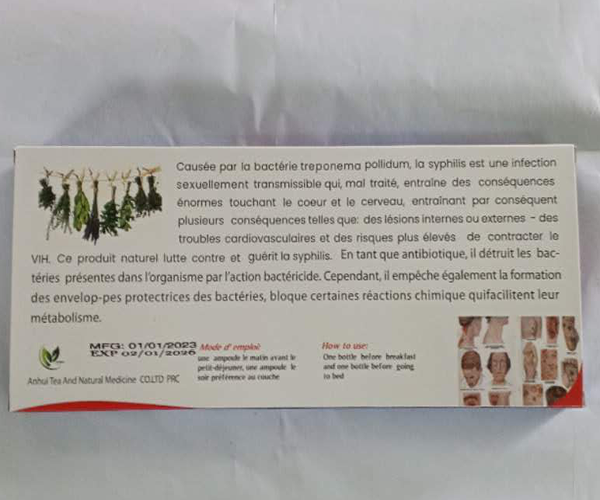 Causée par la bactérie treponema pollidum, la syphilis est une infection
sexuellement transmissible qui, mal traité, entraîne des conséquences
énormes touchant le coeur et le cerveau, entraînant par conséquent
plusieurs conséquences telles que: des lésions internes ou externes - des
troubles cardiovasculaires et des risques plus élevés de contracter le
VIH. Ce produit naturel lutte contre et guérit la syphilis. En tant que antibiotique, il détruit les bac-
téries présentes dans l'organisme par l'action bactéricide. Cependant, il empêche également la formation
des envelop-pes protectrices des bactéries, bloque certaines réactions chimique quifacilitent leur
métabolisme.
MFG: 01/01/2023
EXP 02/01/2026
Anhui Tea And Natural Medicine CO.LTD PRC
Mode d'emploi
une ampoule le matin avant le
petit-déjeuner, une ampoule le
soir préférence au couche
How to use:
One bottle before breakfast
and one bottle before going
to bed